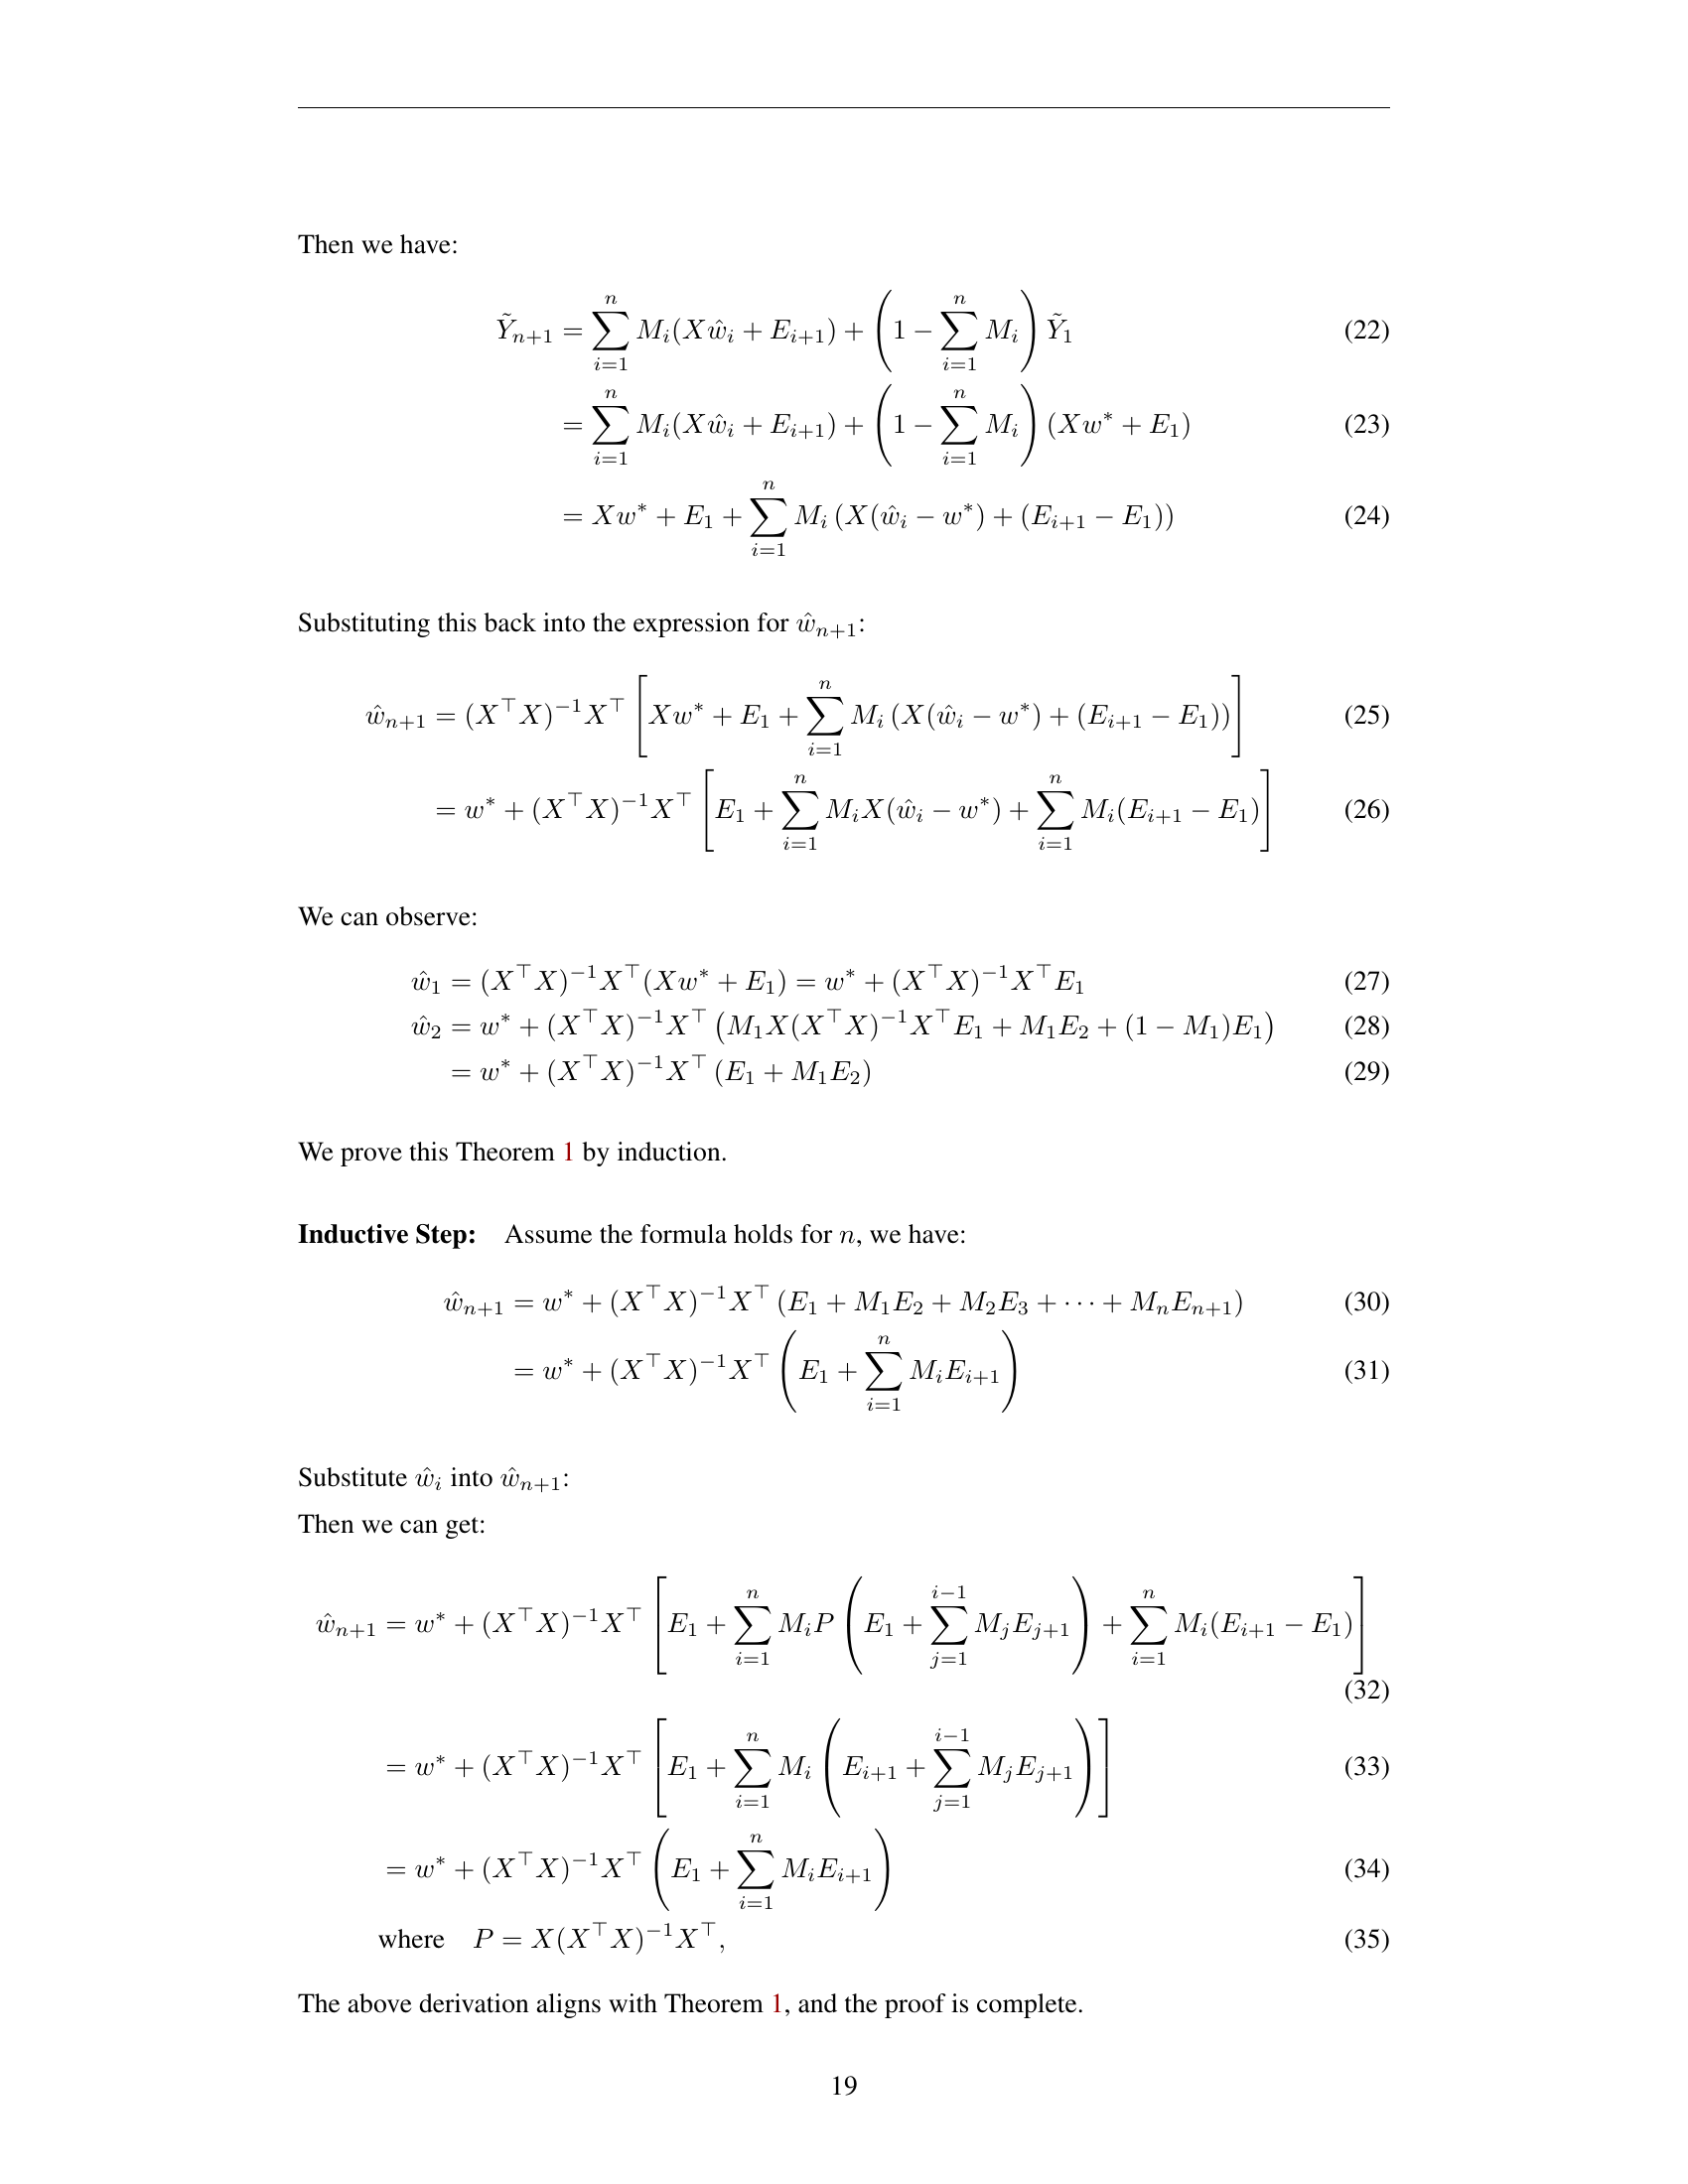 Then we have:
$$\tilde{Y}_{n+1} = \sum_{i=1}^{n} M_i(X\hat{w}_i + E_{i+1}) + \left(1 - \sum_{i=1}^{n} M_i\right)\tilde{Y}_1 \quad (22)$$
$$= \sum_{i=1}^{n} M_i(X\hat{w}_i + E_{i+1}) + \left(1 - \sum_{i=1}^{n} M_i\right)(Xw^* + E_1) \quad (23)$$
$$= Xw^* + E_1 + \sum_{i=1}^{n} M_i\left(X(\hat{w}_i - w^*) + (E_{i+1} - E_1)\right) \quad (24)$$
Substituting this back into the expression for $\hat{w}_{n+1}$:
$$\hat{w}_{n+1} = (X^\top X)^{-1}X^\top\left[Xw^* + E_1 + \sum_{i=1}^{n} M_i\left(X(\hat{w}_i - w^*) + (E_{i+1} - E_1)\right)\right] \quad (25)$$
$$= w^* + (X^\top X)^{-1}X^\top\left[E_1 + \sum_{i=1}^{n} M_iX(\hat{w}_i - w^*) + \sum_{i=1}^{n} M_i(E_{i+1} - E_1)\right] \quad (26)$$
We can observe:
$$\hat{w}_1 = (X^\top X)^{-1}X^\top(Xw^* + E_1) = w^* + (X^\top X)^{-1}X^\top E_1 \quad (27)$$
$$\hat{w}_2 = w^* + (X^\top X)^{-1}X^\top\left(M_1X(X^\top X)^{-1}X^\top E_1 + M_1E_2 + (1 - M_1)E_1\right) \quad (28)$$
$$= w^* + (X^\top X)^{-1}X^\top\left(E_1 + M_1E_2\right) \quad (29)$$
We prove this Theorem 1 by induction.
Inductive Step: Assume the formula holds for $n$, we have:
$$\hat{w}_{n+1} = w^* + (X^\top X)^{-1}X^\top\left(E_1 + M_1E_2 + M_2E_3 + \cdots + M_nE_{n+1}\right) \quad (30)$$
$$= w^* + (X^\top X)^{-1}X^\top\left(E_1 + \sum_{i=1}^{n} M_iE_{i+1}\right) \quad (31)$$
Substitute $\hat{w}_i$ into $\hat{w}_{n+1}$:
Then we can get:
$$\hat{w}_{n+1} = w^* + (X^\top X)^{-1}X^\top\left[E_1 + \sum_{i=1}^{n} M_iP\left(E_1 + \sum_{j=1}^{i-1} M_jE_{j+1}\right) + \sum_{i=1}^{n} M_i(E_{i+1} - E_1)\right] \quad (32)$$
$$= w^* + (X^\top X)^{-1}X^\top\left[E_1 + \sum_{i=1}^{n} M_i\left(E_{i+1} + \sum_{j=1}^{i-1} M_jE_{j+1}\right)\right] \quad (33)$$
$$= w^* + (X^\top X)^{-1}X^\top\left(E_1 + \sum_{i=1}^{n} M_iE_{i+1}\right) \quad (34)$$
where $P = X(X^\top X)^{-1}X^\top$, (35)
The above derivation aligns with Theorem 1, and the proof is complete.
19